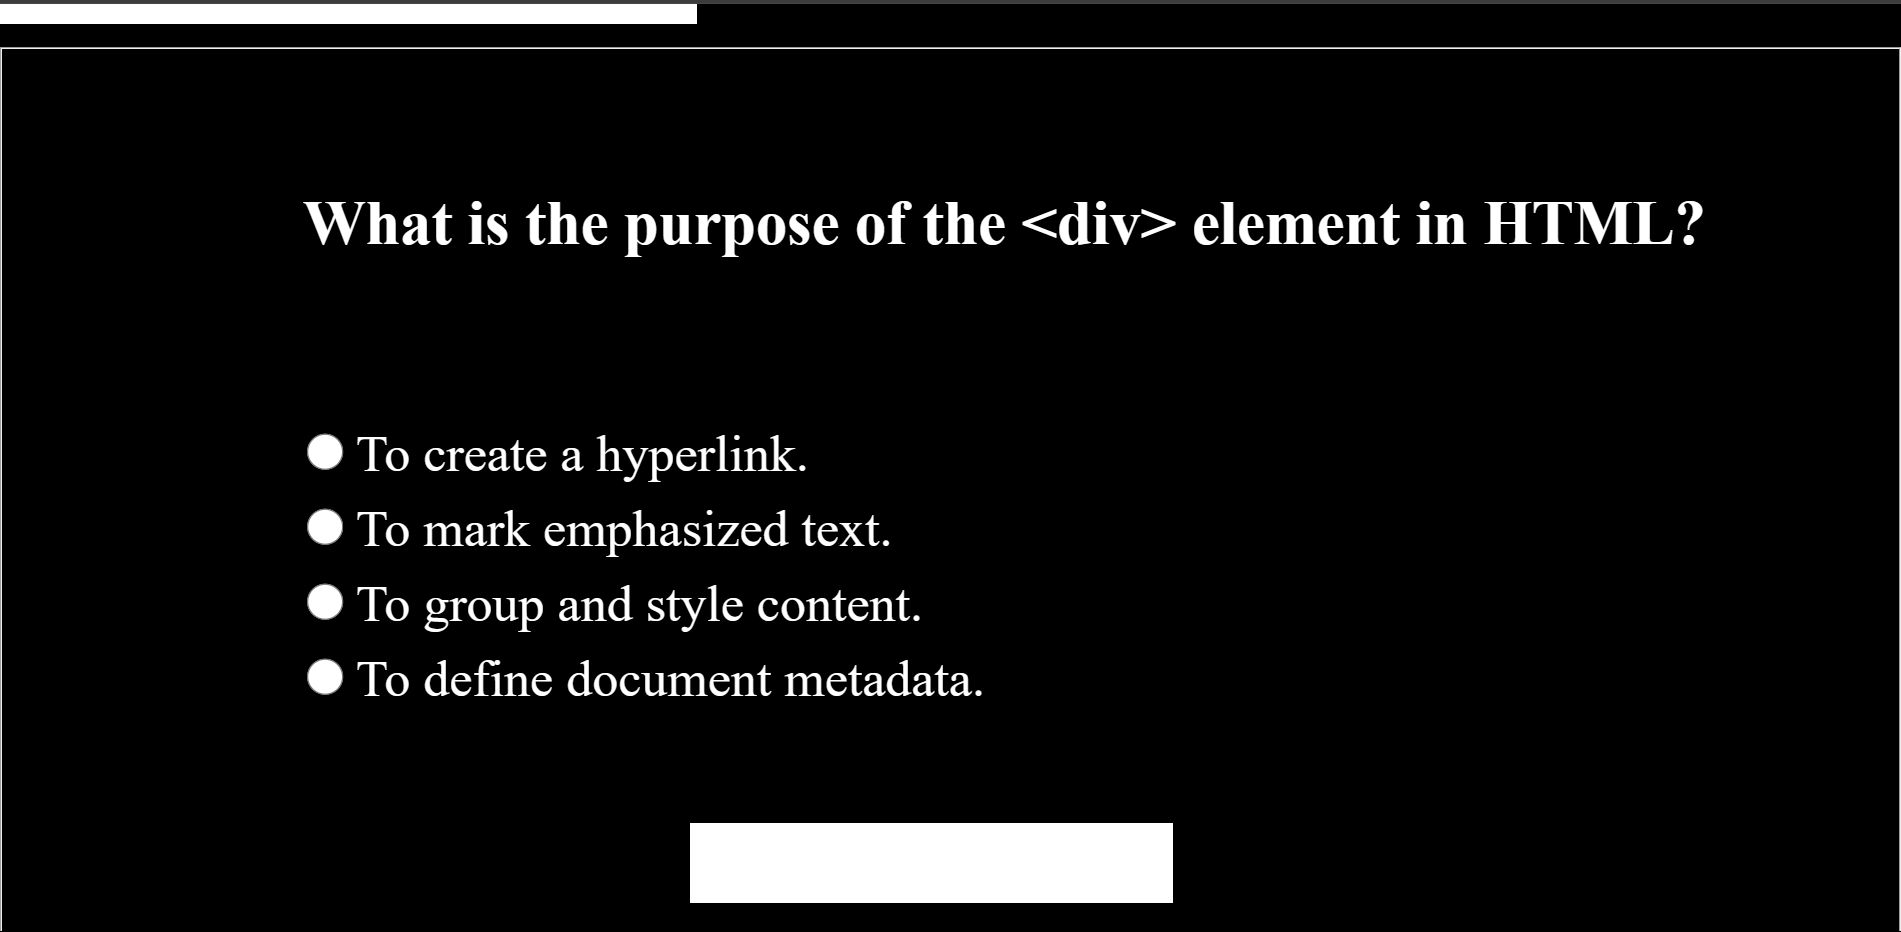 What is the purpose of the <div> element in HTML?
To create a hyperlink.
To mark emphasized text.
To group and style content.
To define document metadata.